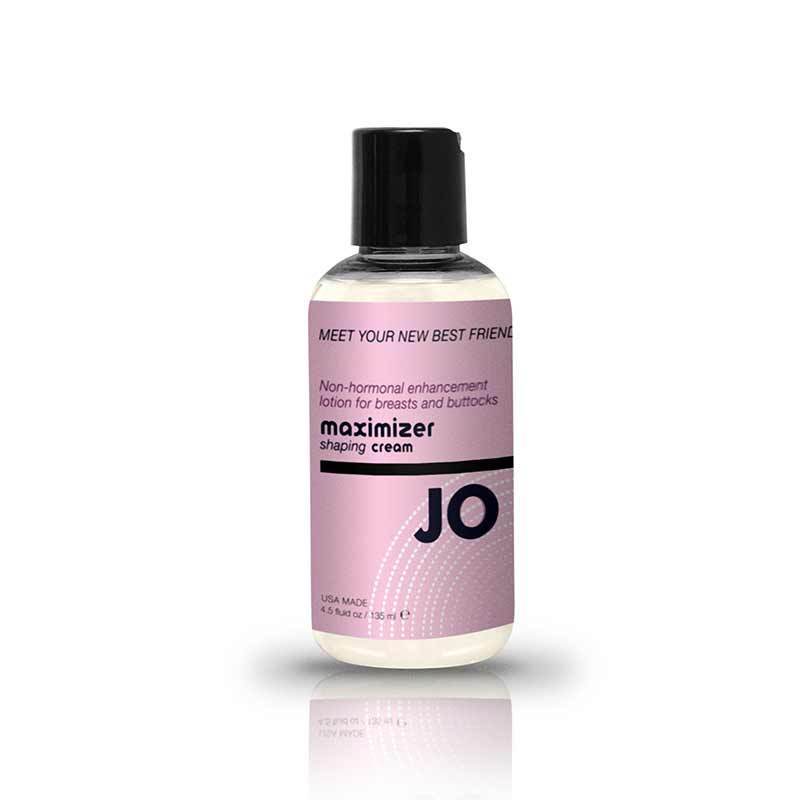 MEET YOUR NEW BEST FRIEND
Non-hormonal enhancement
lotion for breasts and buttocks
maximizer
shaping cream
JO
USA MADE
4.5 fluid oz / 135 ml ℮